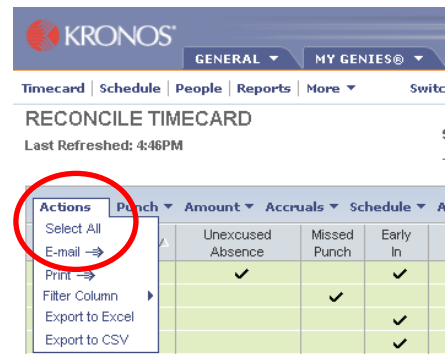 KRONOS
GENERAL MY GENIES®
Timecard Schedule People Reports More
RECONCILE TIMECARD
Last Refreshed: 4:46PM
Actions Punch Amount Accruals Schedule
Select All
E-mail
Print
Filter Column
Export to Excel
Export to CSV
Unexcused Absence
Missed Punch
Early In